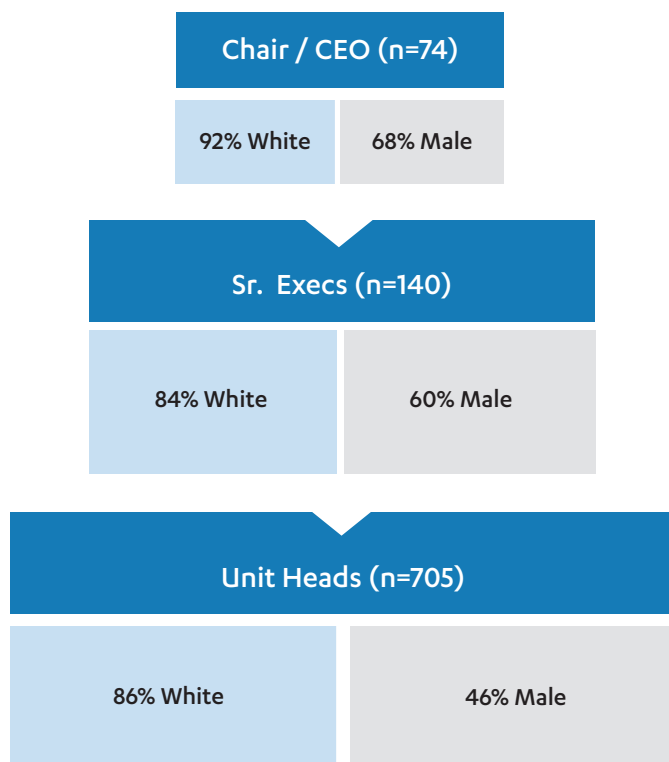 Chair / CEO (n=74)
92% White
68% Male
Sr. Execs (n=140)
84% White
60% Male
Unit Heads (n=705)
86% White
46% Male